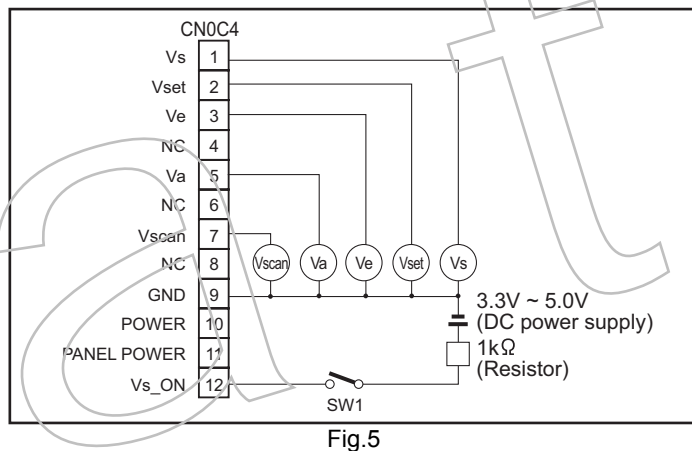 CN0C4
Vs 1
Vset 2
Ve 3
NC 4
Va 5
NC 6
Vscan 7
NC 8
GND 9
POWER 10
PANEL POWER 11
Vs_ON 12
Vscan Va Ve Vset Vs
3.3V ~ 5.0V
(DC power supply)
1kΩ
(Resistor)
SW1
Fig.5
at